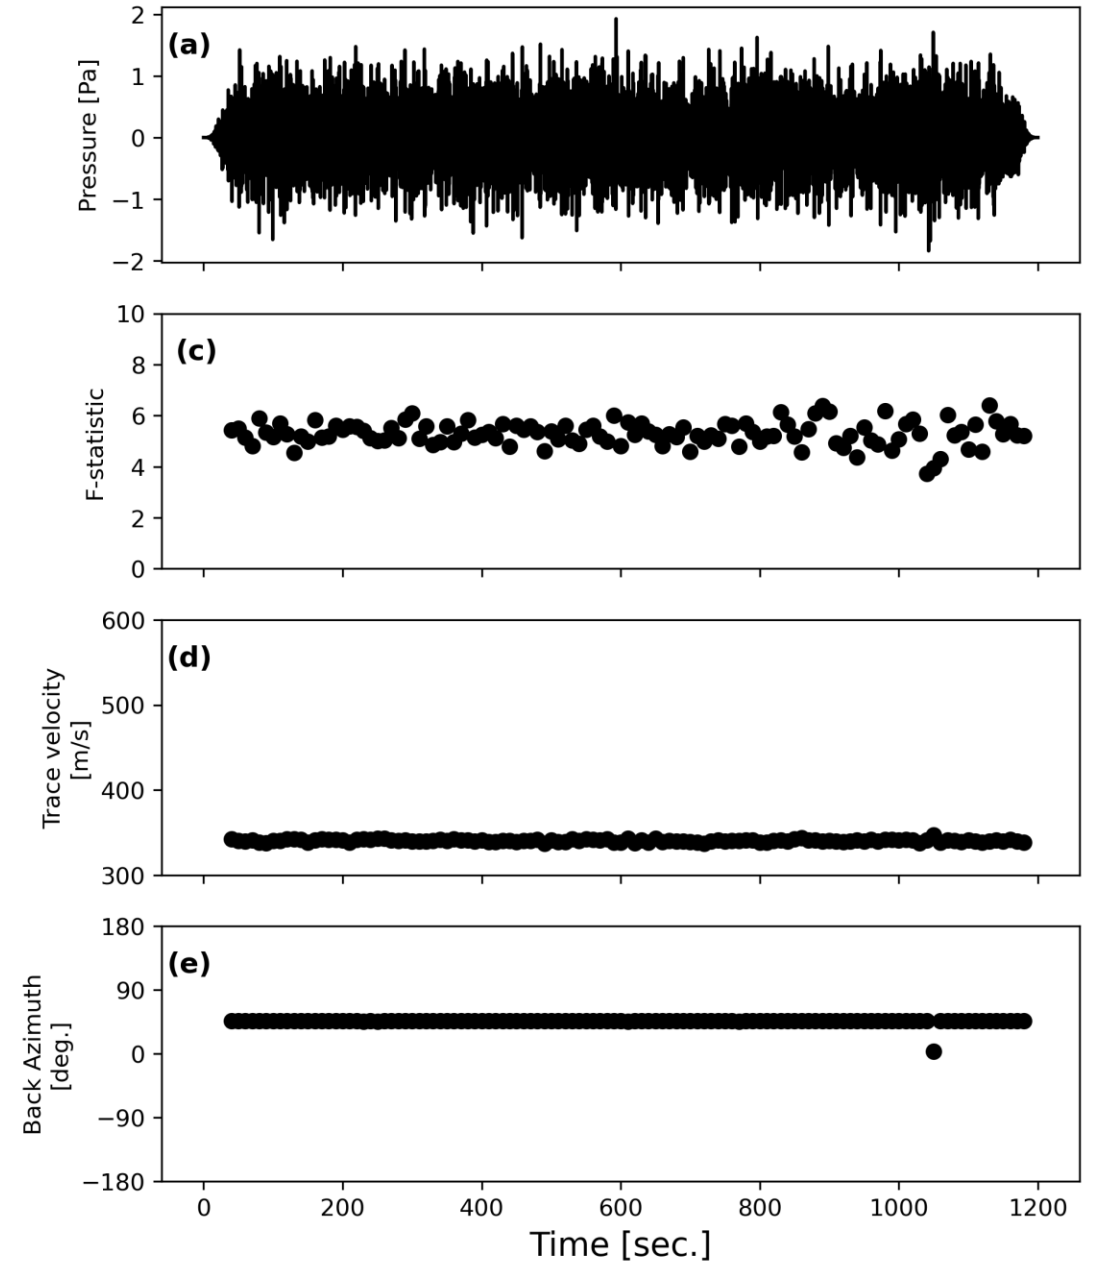 (a)
Pressure [Pa]
2
1
0
−1
−2
(c)
F-statistic
10
8
6
4
2
0
(d)
Trace velocity
[m/s]
600
500
400
300
(e)
Back Azimuth
[deg.]
180
90
0
−90
−180
0 200 400 600 800 1000 1200
Time [sec.]